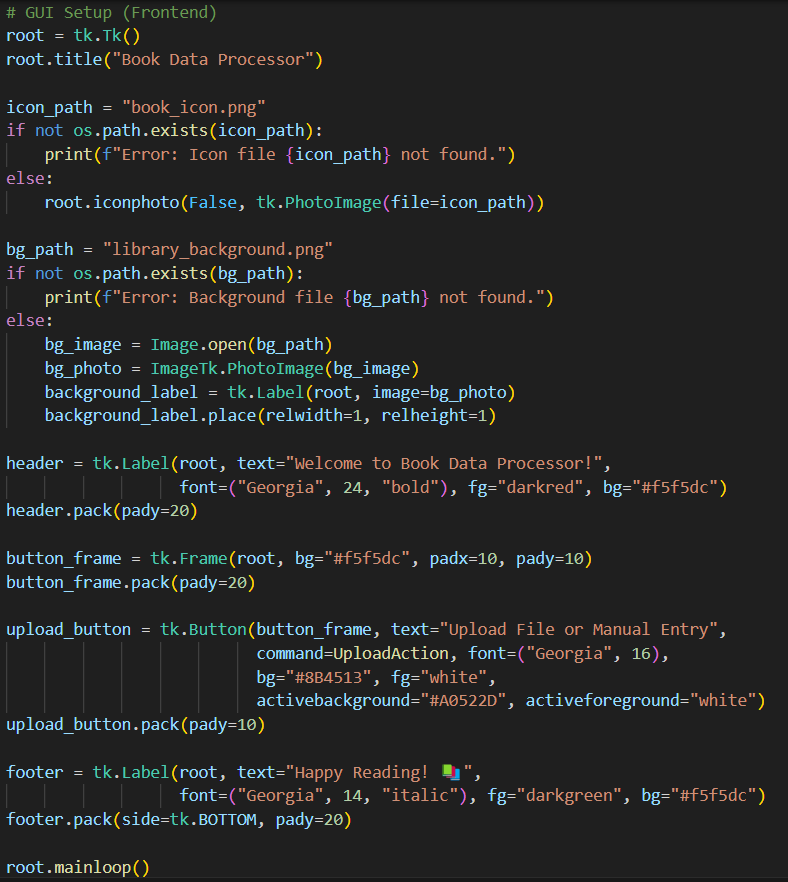 # GUI Setup (Frontend)
root = tk.Tk()
root.title("Book Data Processor")

icon_path = "book_icon.png"
if not os.path.exists(icon_path):
    print(f"Error: Icon file {icon_path} not found.")
else:
    root.iconphoto(False, tk.PhotoImage(file=icon_path))

bg_path = "library_background.png"
if not os.path.exists(bg_path):
    print(f"Error: Background file {bg_path} not found.")
else:
    bg_image = Image.open(bg_path)
    bg_photo = ImageTk.PhotoImage(bg_image)
    background_label = tk.Label(root, image=bg_photo)
    background_label.place(relwidth=1, relheight=1)

header = tk.Label(root, text="Welcome to Book Data Processor!",
                  font=("Georgia", 24, "bold"), fg="darkred", bg="#f5f5dc")
header.pack(pady=20)

button_frame = tk.Frame(root, bg="#f5f5dc", padx=10, pady=10)
button_frame.pack(pady=20)

upload_button = tk.Button(button_frame, text="Upload File or Manual Entry",
                          command=UploadAction, font=("Georgia", 16),
                          bg="#8B4513", fg="white",
                          activebackground="#A0522D", activeforeground="white")
upload_button.pack(pady=10)

footer = tk.Label(root, text="Happy Reading! 📚",
                  font=("Georgia", 14, "italic"), fg="darkgreen", bg="#f5f5dc")
footer.pack(side=tk.BOTTOM, pady=20)

root.mainloop()